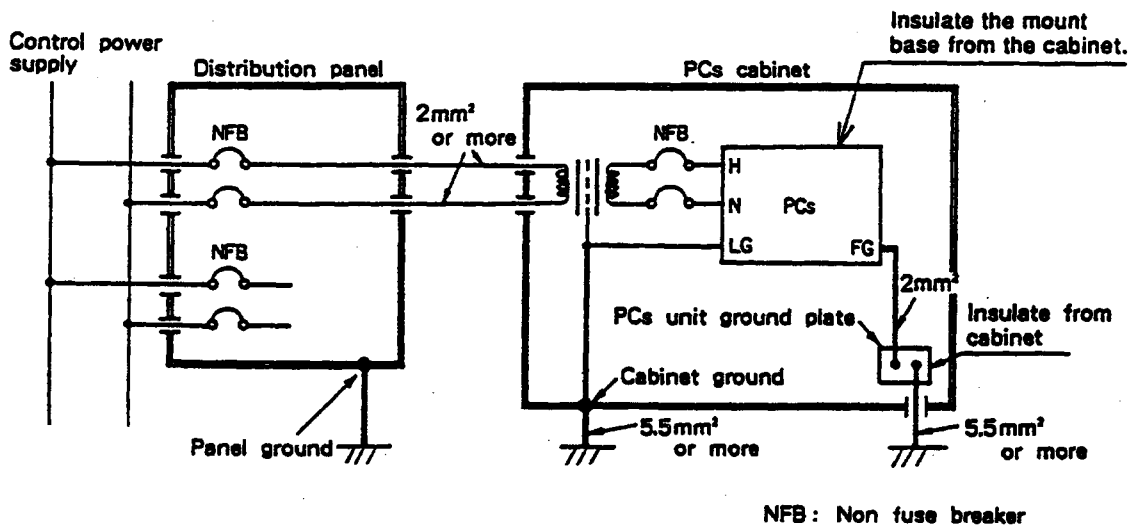 Insulate the mount
base from the cabinet.
Control power
supply
Distribution panel
PCs cabinet
NFB
2mm²
or more
NFB
H
N
PCs
LG
FG
NFB
2mm²
PCs unit ground plate
Insulate from
cabinet
Cabinet ground
Panel ground
5.5mm²
or more
5.5mm²
or more
NFB: Non fuse breaker